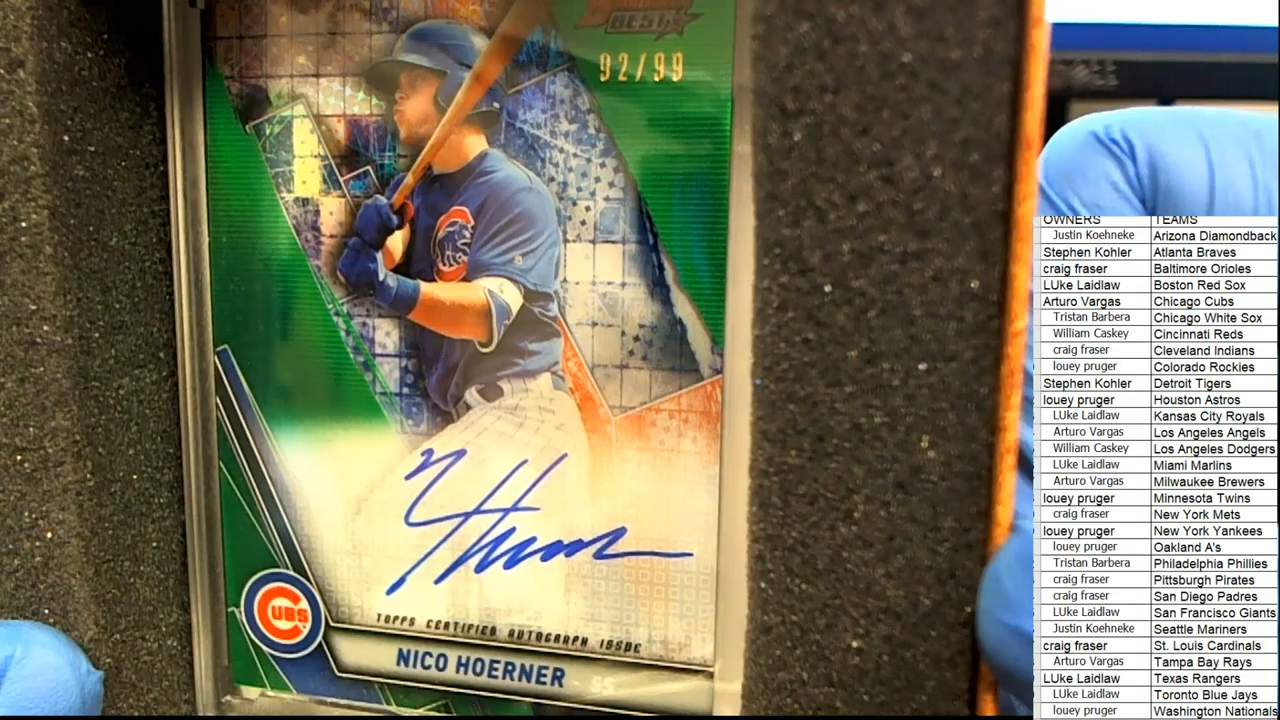 BEST
92/99
CUBS
TOPPS CERTIFIED AUTOGRAPH ISSUE
NICO HOERNER SS
OWNERS TEAMS
Justin Koehneke Arizona Diamondback
Stephen Kohler Atlanta Braves
craig fraser Baltimore Orioles
LUke Laidlaw Boston Red Sox
Arturo Vargas Chicago Cubs
Tristan Barbera Chicago White Sox
William Caskey Cincinnati Reds
craig fraser Cleveland Indians
louey pruger Colorado Rockies
Stephen Kohler Detroit Tigers
louey pruger Houston Astros
LUke Laidlaw Kansas City Royals
Arturo Vargas Los Angeles Angels
William Caskey Los Angeles Dodgers
LUke Laidlaw Miami Marlins
Arturo Vargas Milwaukee Brewers
louey pruger Minnesota Twins
craig fraser New York Mets
louey pruger New York Yankees
louey pruger Oakland A's
Tristan Barbera Philadelphia Phillies
craig fraser Pittsburgh Pirates
craig fraser San Diego Padres
LUke Laidlaw San Francisco Giants
Justin Koehneke Seattle Mariners
craig fraser St. Louis Cardinals
Arturo Vargas Tampa Bay Rays
LUke Laidlaw Texas Rangers
LUke Laidlaw Toronto Blue Jays
louey pruger Washington Nationals